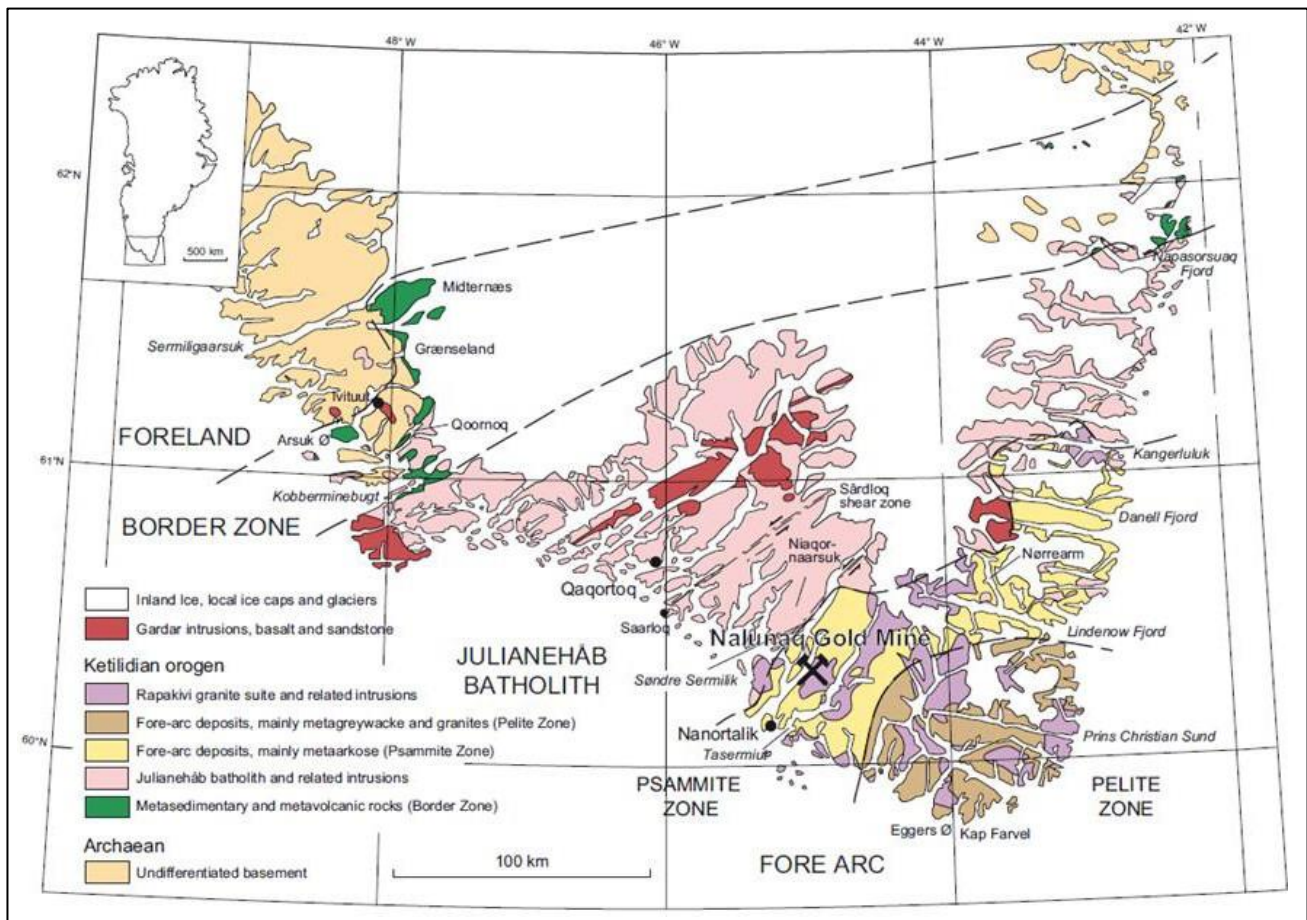 48° W
46° W
44° W
42° W
62°N
61°N
60°N
500 km
Midternæs
Napasorsuaq
Fjord
Sermiligaarsuk
Grænseland
Ivituut
Qoornoq
FORELAND
Arsuk Ø
Kangerluluk
Kobberminebugt
Sârdloq
shear zone
Danell Fjord
BORDER ZONE
Niaqor-
naarsuk
Nørrearm
Qaqortoq
Inland Ice, local ice caps and glaciers
Gardar intrusions, basalt and sandstone
Saarloq
Lindenow Fjord
Nalunaq Gold Mine
JULIANEHÅB
BATHOLITH
Søndre Sermilik
Ketilidian orogen
Rapakivi granite suite and related intrusions
Fore-arc deposits, mainly metagreywacke and granites (Pelite Zone)
Fore-arc deposits, mainly metaarkose (Psammite Zone)
Julianehåb batholith and related intrusions
Metasedimentary and metavolcanic rocks (Border Zone)
Nanortalik
Tasermiut
Prins Christian Sund
PSAMMITE
ZONE
PELITE
ZONE
Archaean
Undifferentiated basement
100 km
Eggers Ø
Kap Farvel
FORE ARC